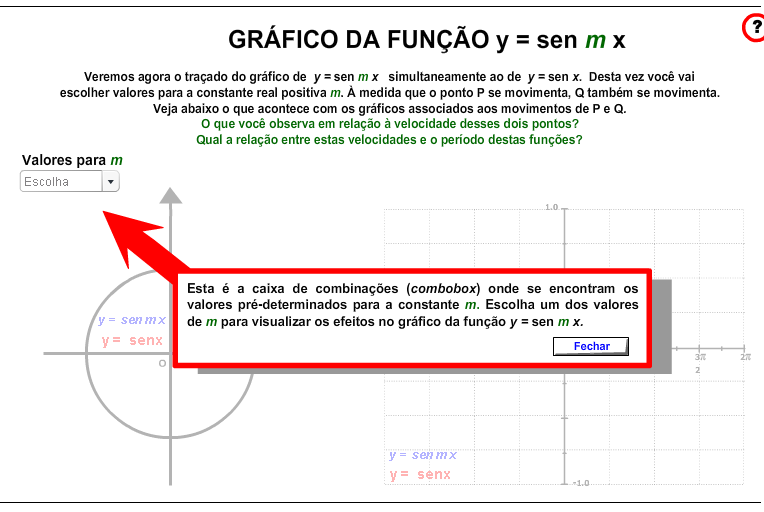 GRÁFICO DA FUNÇÃO y = sen m x
?
Veremos agora o traçado do gráfico de y = sen m x simultaneamente ao de y = sen x. Desta vez você vai
escolher valores para a constante real positiva m. À medida que o ponto P se movimenta, Q também se movimenta.
Veja abaixo o que acontece com os gráficos associados aos movimentos de P e Q.
O que você observa em relação à velocidade desses dois pontos?
Qual a relação entre estas velocidades e o período destas funções?
Valores para m
Escolha
1.0
Esta é a caixa de combinações (combobox) onde se encontram os
valores pré-determinados para a constante m. Escolha um dos valores
de m para visualizar os efeitos no gráfico da função y = sen m x.
Fechar
y = sen m x
y = senx
O
3π
2
2π
y = sen m x
y = senx
-1.0